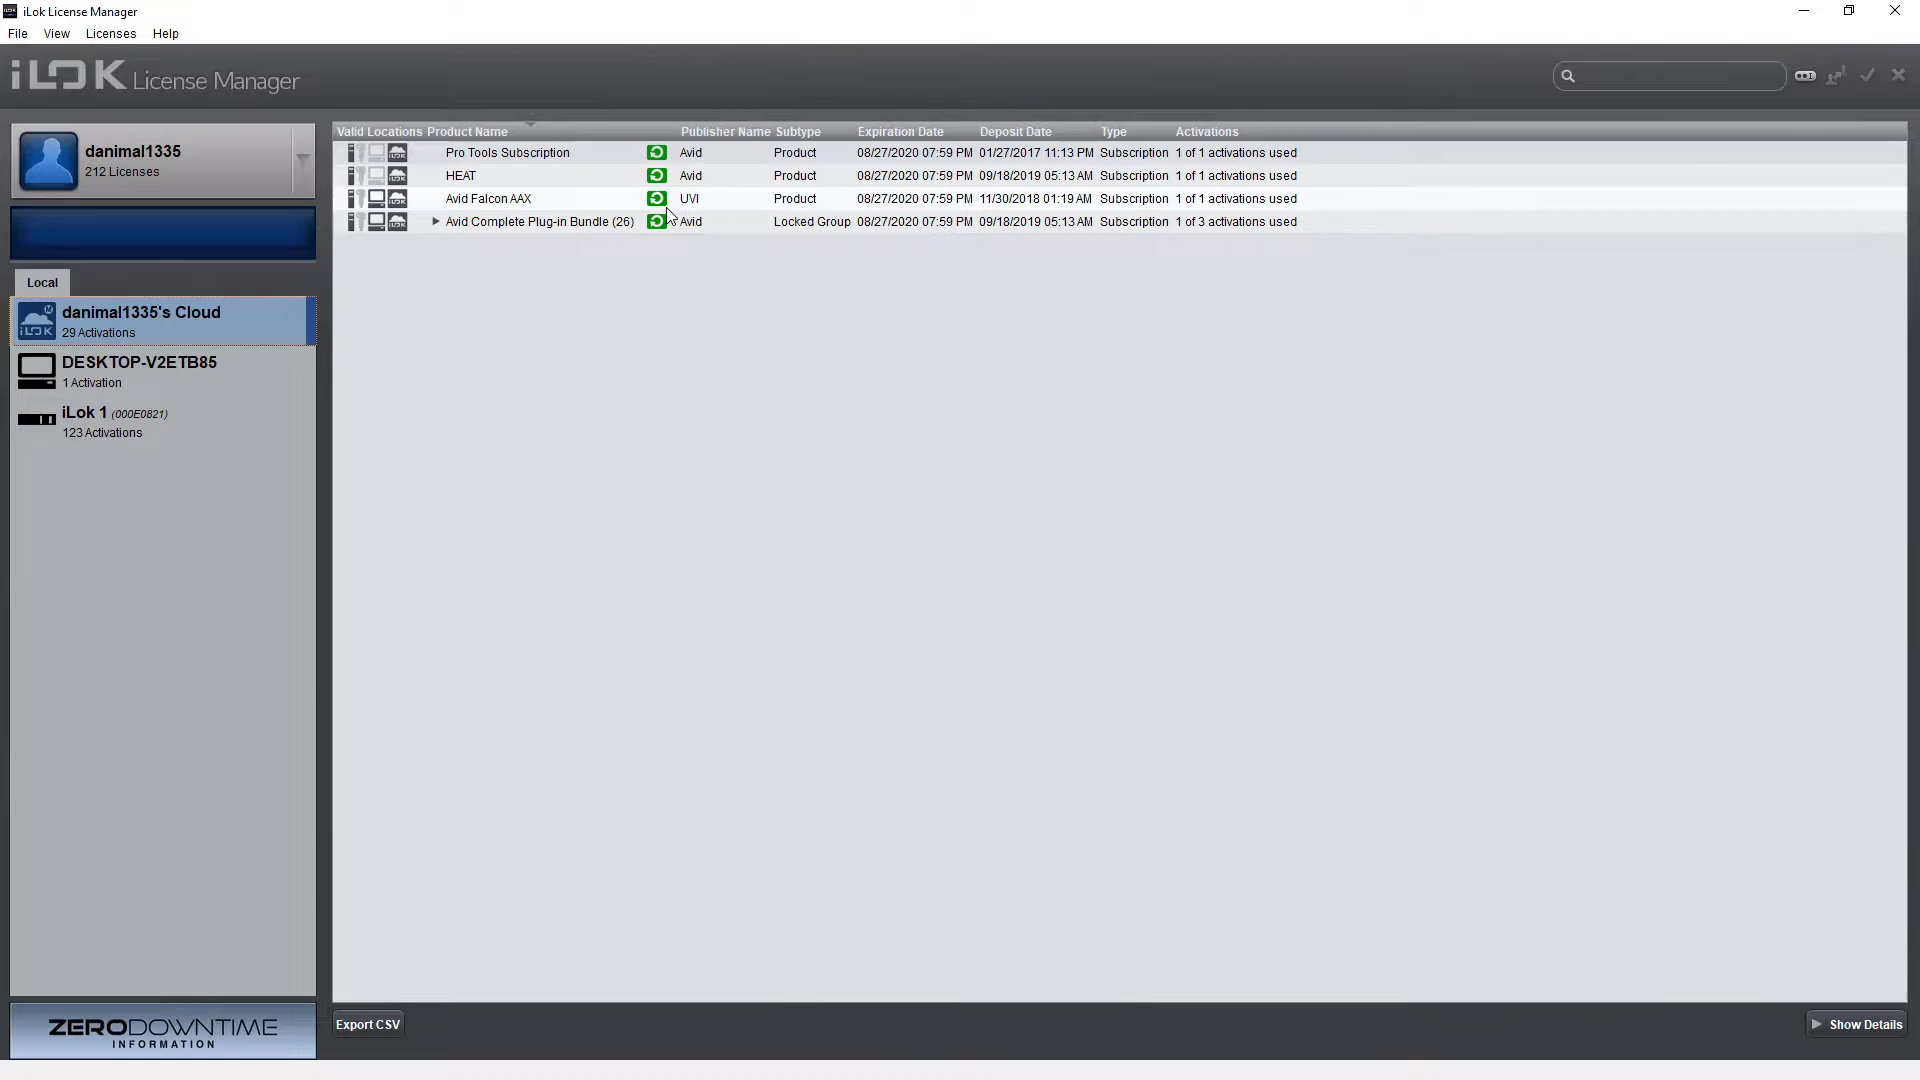 iLok License Manager
File View Licenses Help
iLOK License Manager
danimal1335
212 Licenses
Local
iLOK danimal1335's Cloud
29 Activations
DESKTOP-V2ETB85
1 Activation
iLok 1 (000E0821)
123 Activations
Valid Locations Product Name Publisher Name Subtype Expiration Date Deposit Date Type Activations
Pro Tools Subscription Avid Product 08/27/2020 07:59 PM 01/27/2017 11:13 PM Subscription 1 of 1 activations used
HEAT Avid Product 08/27/2020 07:59 PM 09/18/2019 05:13 AM Subscription 1 of 1 activations used
Avid Falcon AAX UVI Product 08/27/2020 07:59 PM 11/30/2018 01:19 AM Subscription 1 of 1 activations used
Avid Complete Plug-in Bundle (26) Avid Locked Group 08/27/2020 07:59 PM 09/18/2019 05:13 AM Subscription 1 of 3 activations used
ZERODOWNTIME
INFORMATION
Export CSV
Show Details